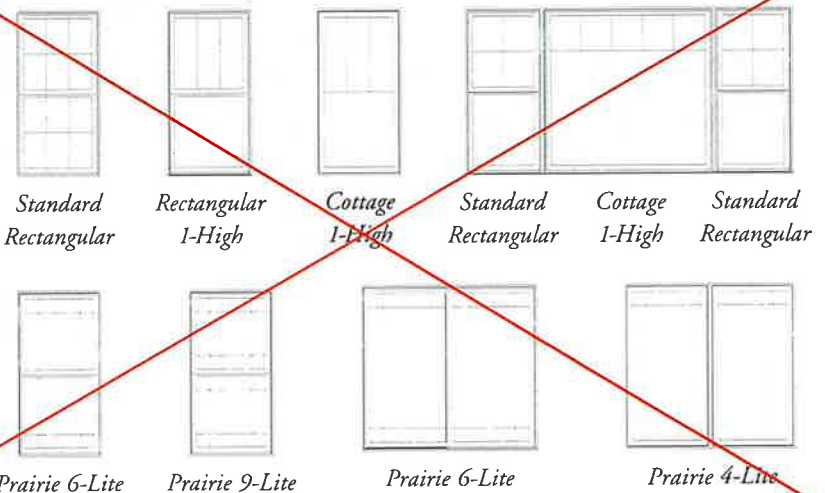 Standard Rectangular Cottage Standard Cottage Standard
Rectangular 1-High 1-High Rectangular 1-High Rectangular
Prairie 6-Lite Prairie 9-Lite Prairie 6-Lite Prairie 4-Lite